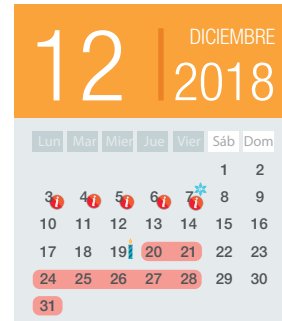 12 DICIEMBRE
2018
Lun Mar Mier Jue Vier Sáb Dom
1 2
3 i 4 i 5 i 6 i 7 i 8 9
10 11 12 13 14 15 16
17 18 19 20 21 22 23
24 25 26 27 28 29 30
31